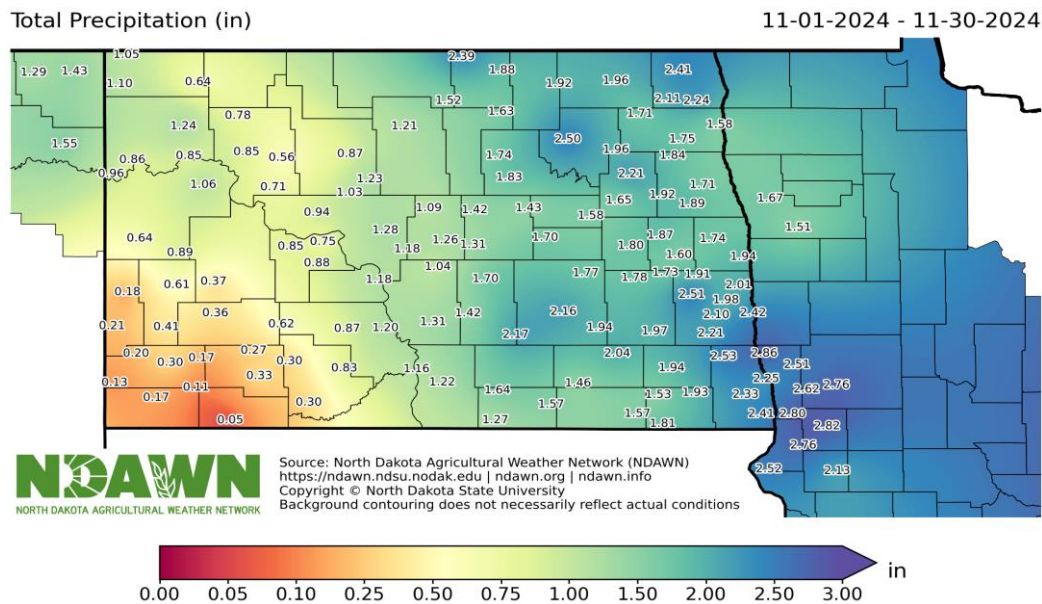 Total Precipitation (in) 11-01-2024 - 11-30-2024
1.05
2.39
1.29 1.43 1.88 2.41
1.10 0.64 1.92 1.96
1.52 2.11 2.24
0.78 1.63 1.71
1.24 1.21 1.58
1.55 2.50 1.75
0.86 0.85 0.85 0.56 0.87 1.74 1.96 1.84
0.96 1.23 1.83 2.21
1.06 0.71 1.03 1.92 1.71
1.67
0.94 1.09 1.42 1.43 1.58 1.65 1.89
0.64 1.28 1.26 1.70 1.87 1.74 1.51
0.89 0.85 0.75 1.18 1.31 1.80 1.60 1.94
0.88 1.04
0.18 0.61 0.37 1.18 1.70 1.77 1.78 1.73 1.91 2.01
2.51 1.98
0.21 0.41 0.36 0.62 0.87 1.20 1.31 1.42 2.16 2.10 2.42
2.17 1.94 1.97 2.21
0.20 0.30 0.17 0.27 0.30 2.04 2.53 2.86
0.13 0.11 0.33 0.83 1.16 1.94 2.51
0.17 1.22 1.64 1.46 1.53 1.93 2.33 2.25 2.62 2.76
0.05 0.30 1.27 1.57 1.57 1.81 2.41 2.80 2.82
2.76
2.52 2.13
NDAWN
NORTH DAKOTA AGRICULTURAL WEATHER NETWORK
Source: North Dakota Agricultural Weather Network (NDAWN)
https://ndawn.ndsu.nodak.edu | ndawn.org | ndawn.info
Copyright © North Dakota State University
Background contouring does not necessarily reflect actual conditions
0.00 0.05 0.10 0.25 0.50 0.75 1.00 1.50 2.00 2.50 3.00 in